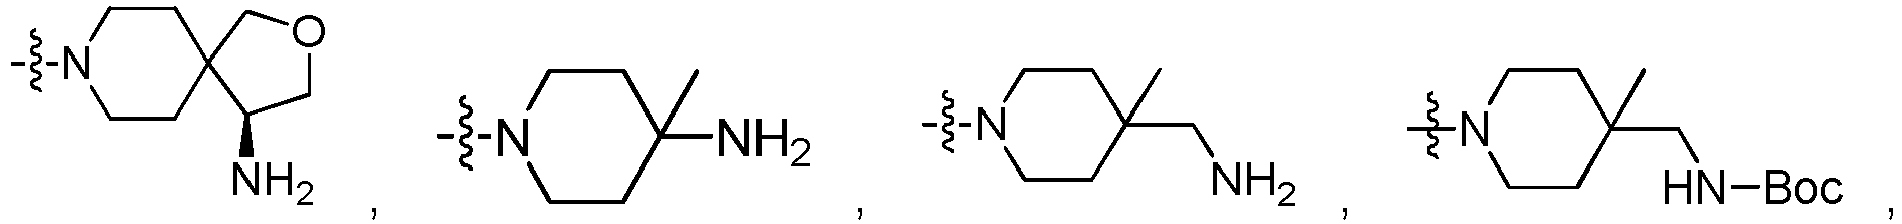 N O NH2 , N NH2 , N NH2 , N HN Boc ,